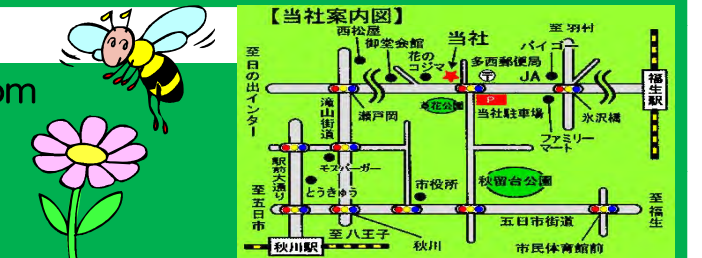 om
【当社案内図】
西松屋
御堂会館
花の
コジマ
当社
至羽村
バイゴー
多西郵便局
〒
JA
至日の出インター
福生駅
滝山街道
瀬戸岡
草花公園
P
当社駐車場
氷沢橋
ファミリー
マート
駅前大通り
モスバーガー
とうきゅう
市役所
秋留台公園
至五日市
至福生
五日市街道
至八王子
秋川
秋川駅
市民体育館前